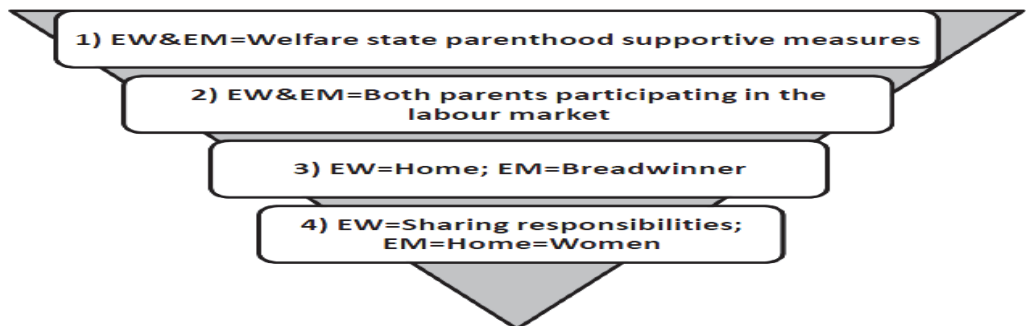 1) EW&EM=Welfare state parenthood supportive measures
2) EW&EM=Both parents participating in the
labour market
3) EW=Home; EM=Breadwinner
4) EW=Sharing responsibilities;
EM=Home=Women